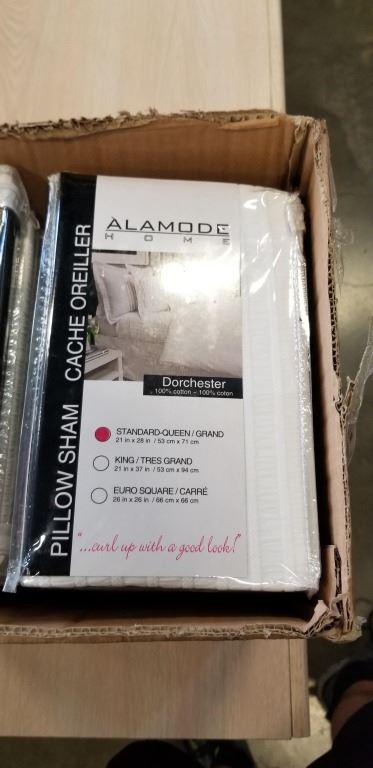 ÀLAMODE
HOME
PILLOW SHAM CACHE OREILLER
Dorchester
100% cotton - 100% coton
STANDARD-QUEEN / GRAND
21 in x 28 in / 53 cm x 71 cm
KING / TRES GRAND
21 in x 37 in / 53 cm x 94 cm
EURO SQUARE / CARRÉ
26 in x 26 in / 66 cm x 66 cm
"...curl up with a good look!"